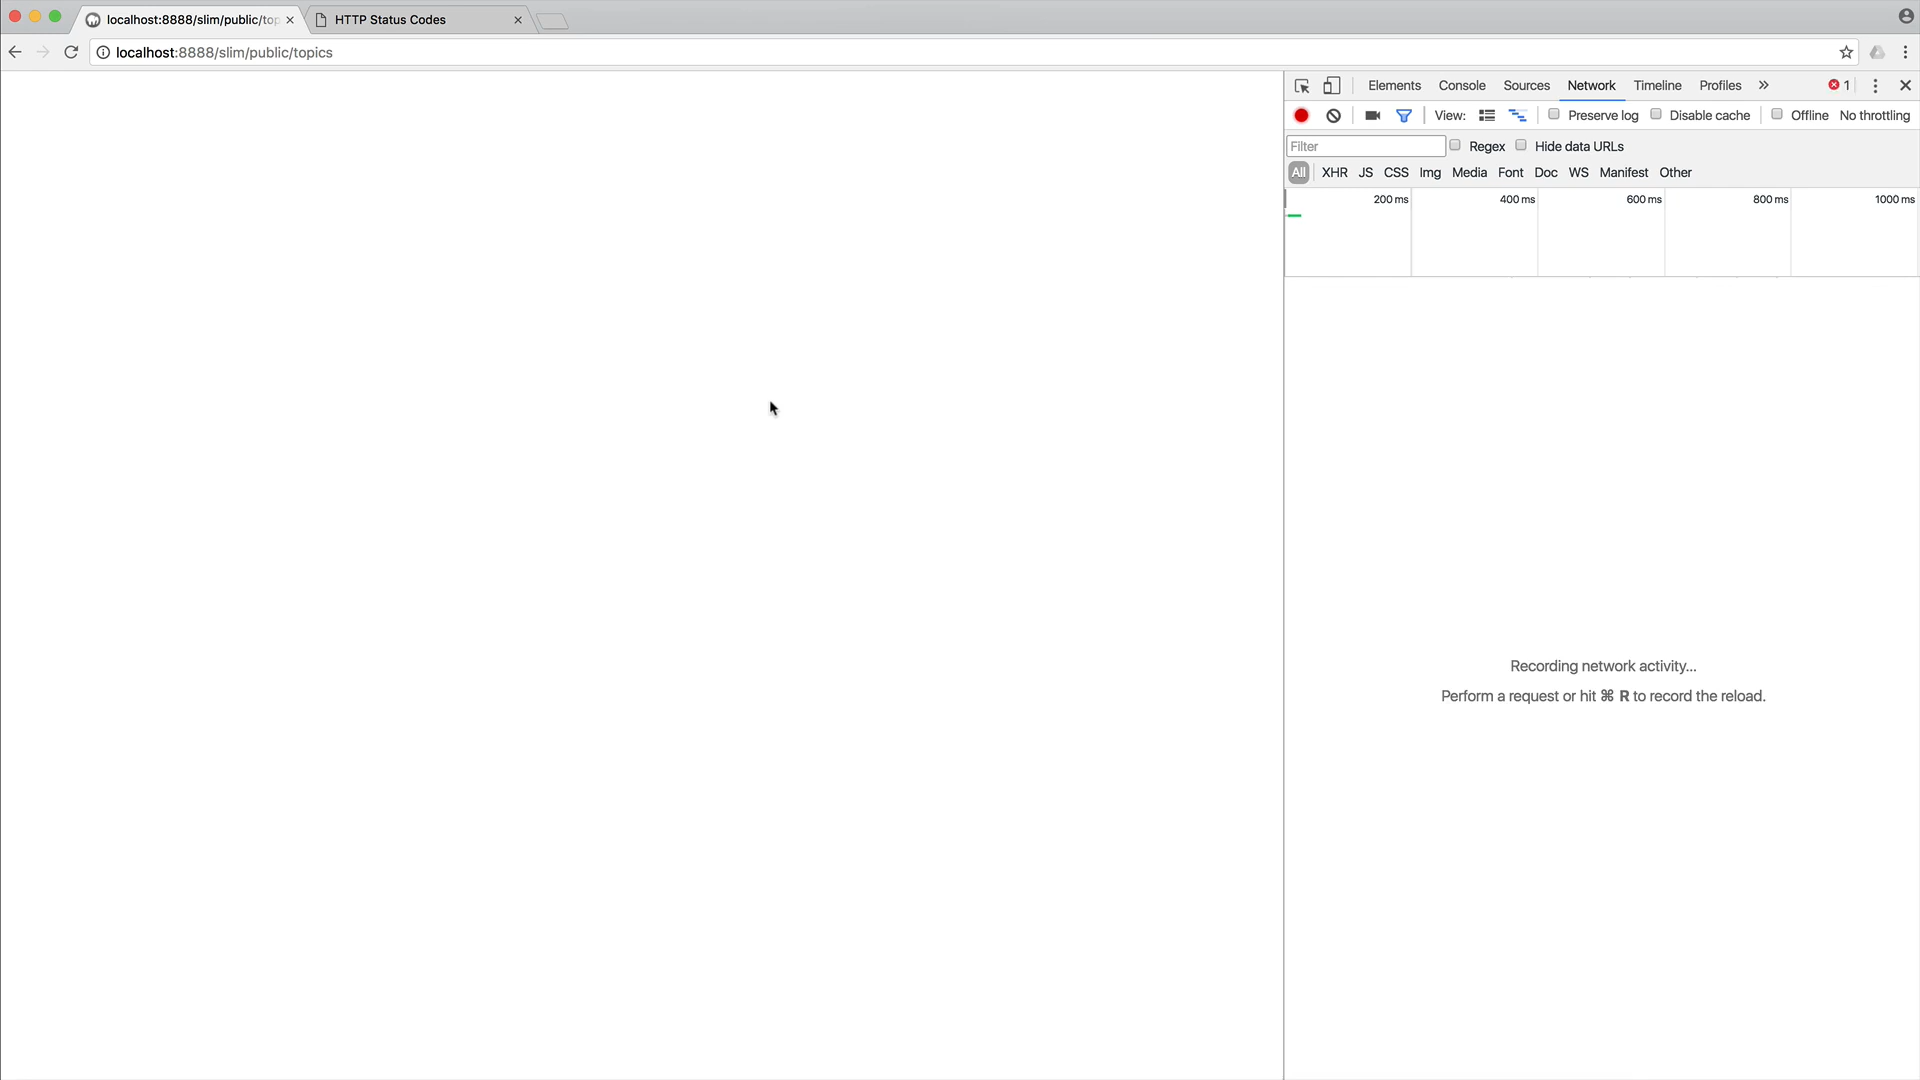 localhost:8888/slim/public/top
HTTP Status Codes
localhost:8888/slim/public/topics
Elements Console Sources Network Timeline Profiles » 1
View: Preserve log Disable cache Offline No throttling
Filter Regex Hide data URLs
All XHR JS CSS Img Media Font Doc WS Manifest Other
200 ms 400 ms 600 ms 800 ms 1000 ms
Recording network activity...
Perform a request or hit ⌘ R to record the reload.